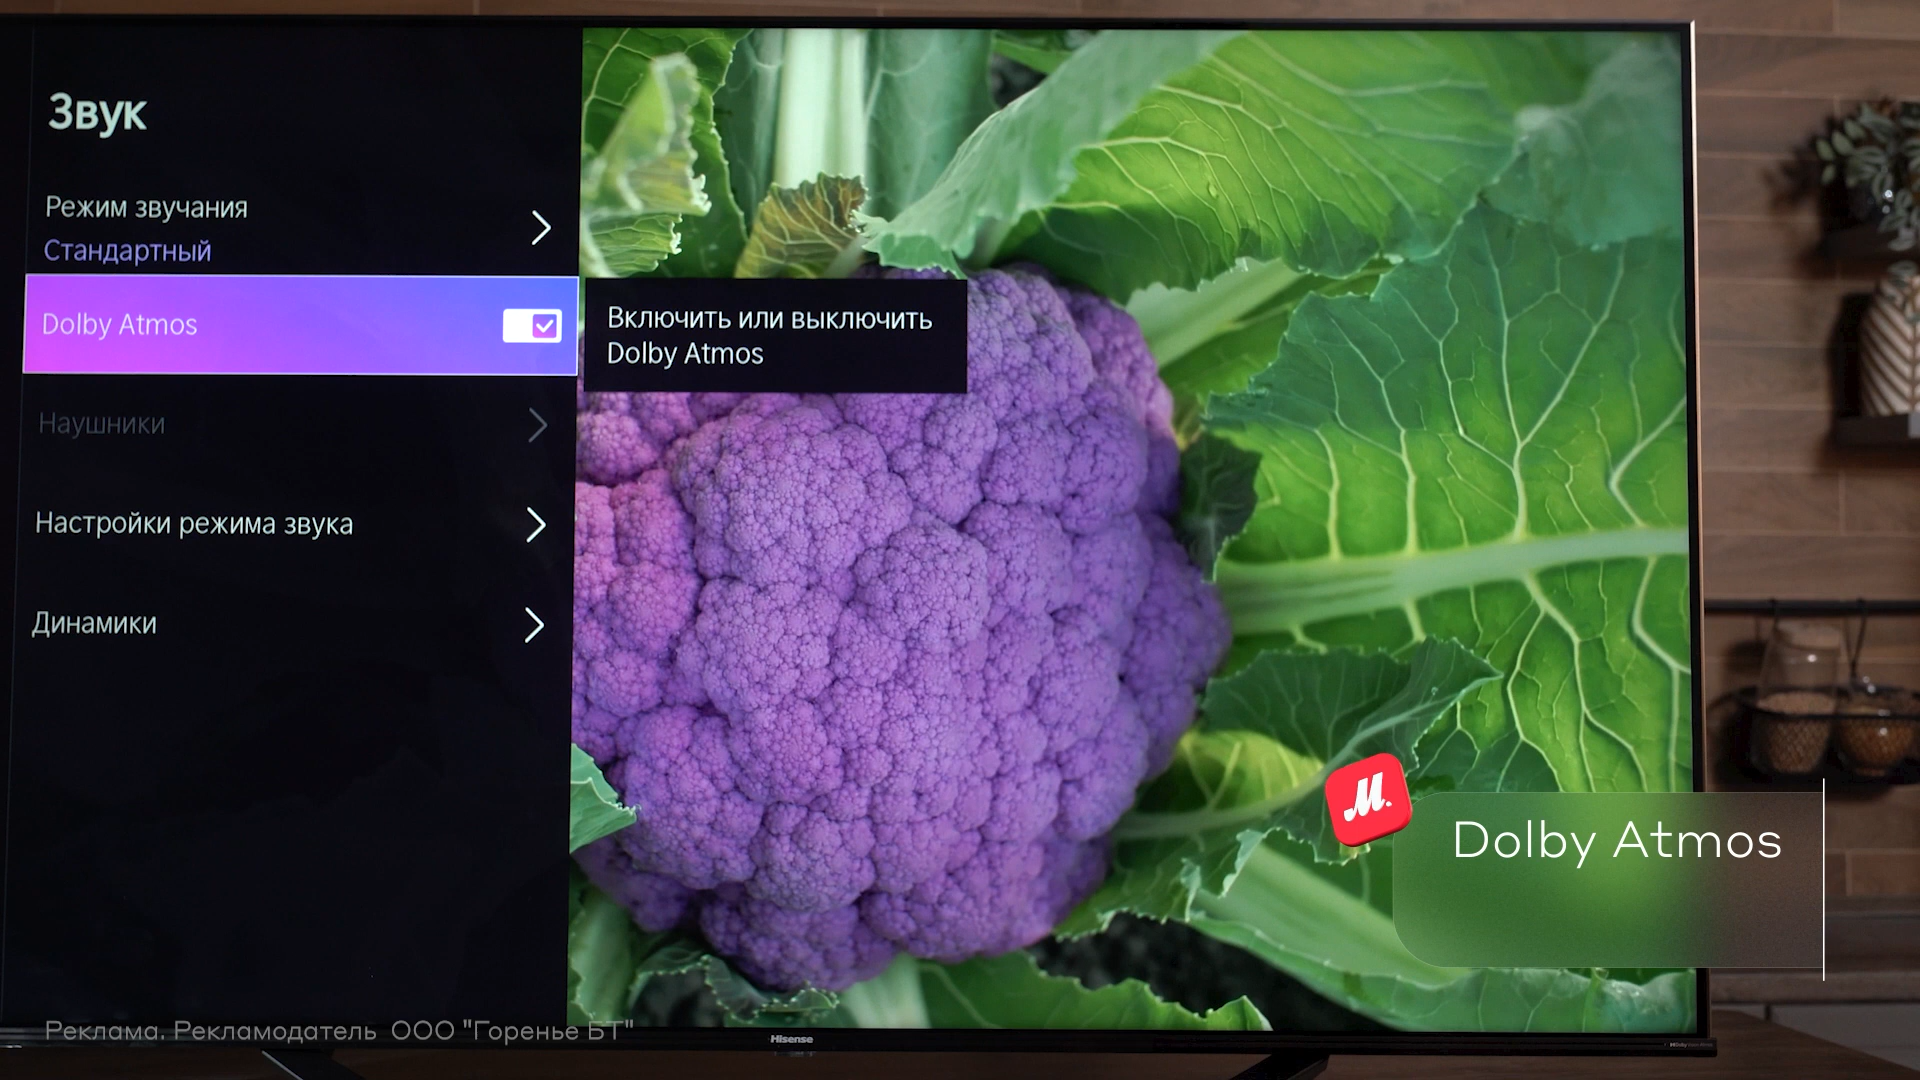 Звук
Режим звучания
Стандартный
Dolby Atmos
Включить или выключить
Dolby Atmos
Наушники
Настройки режима звука
Динамики
M.
Dolby Atmos
Реклама. Рекламодатель ООО "Горенье БТ"
Hisense